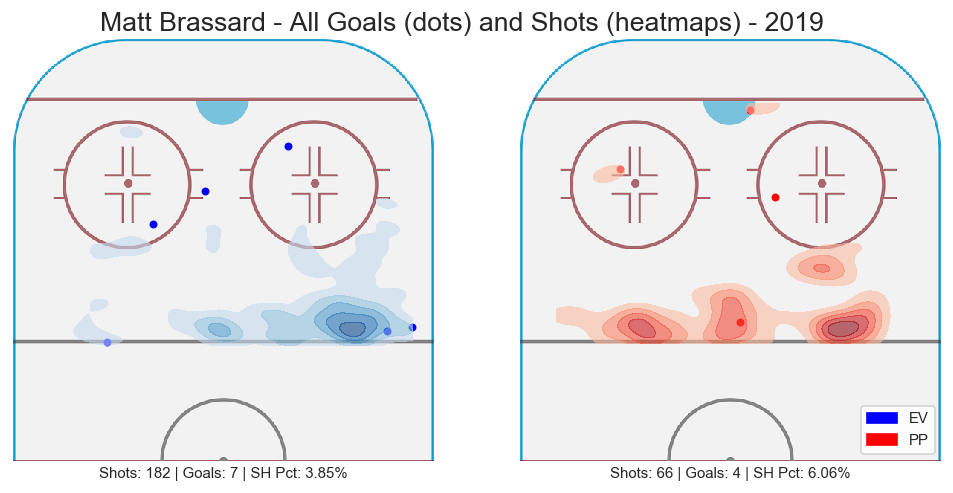 Matt Brassard - All Goals (dots) and Shots (heatmaps) - 2019
EV
PP
Shots: 182 | Goals: 7 | SH Pct: 3.85%
Shots: 66 | Goals: 4 | SH Pct: 6.06%